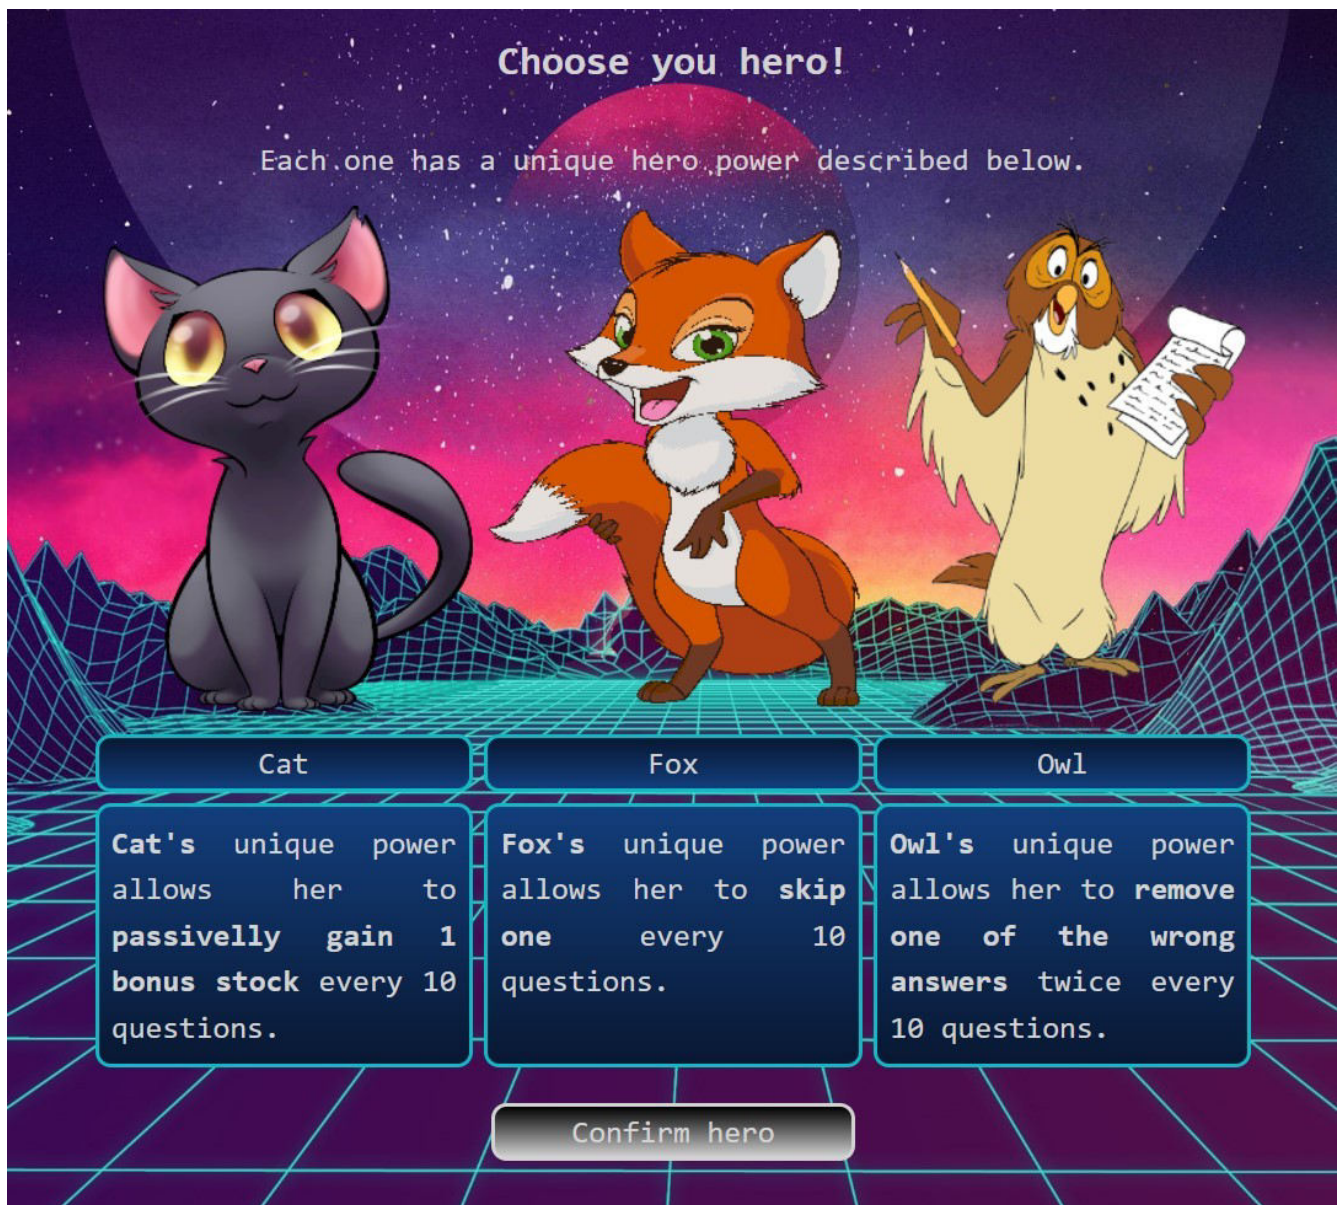 Choose you hero!
Each one has a unique hero power described below.
Cat
Fox
Owl
Cat's unique power
allows her to
passivelly gain 1
bonus stock every 10
questions.
Fox's unique power
allows her to skip
one every 10
questions.
Owl's unique power
allows her to remove
one of the wrong
answers twice every
10 questions.
Confirm hero